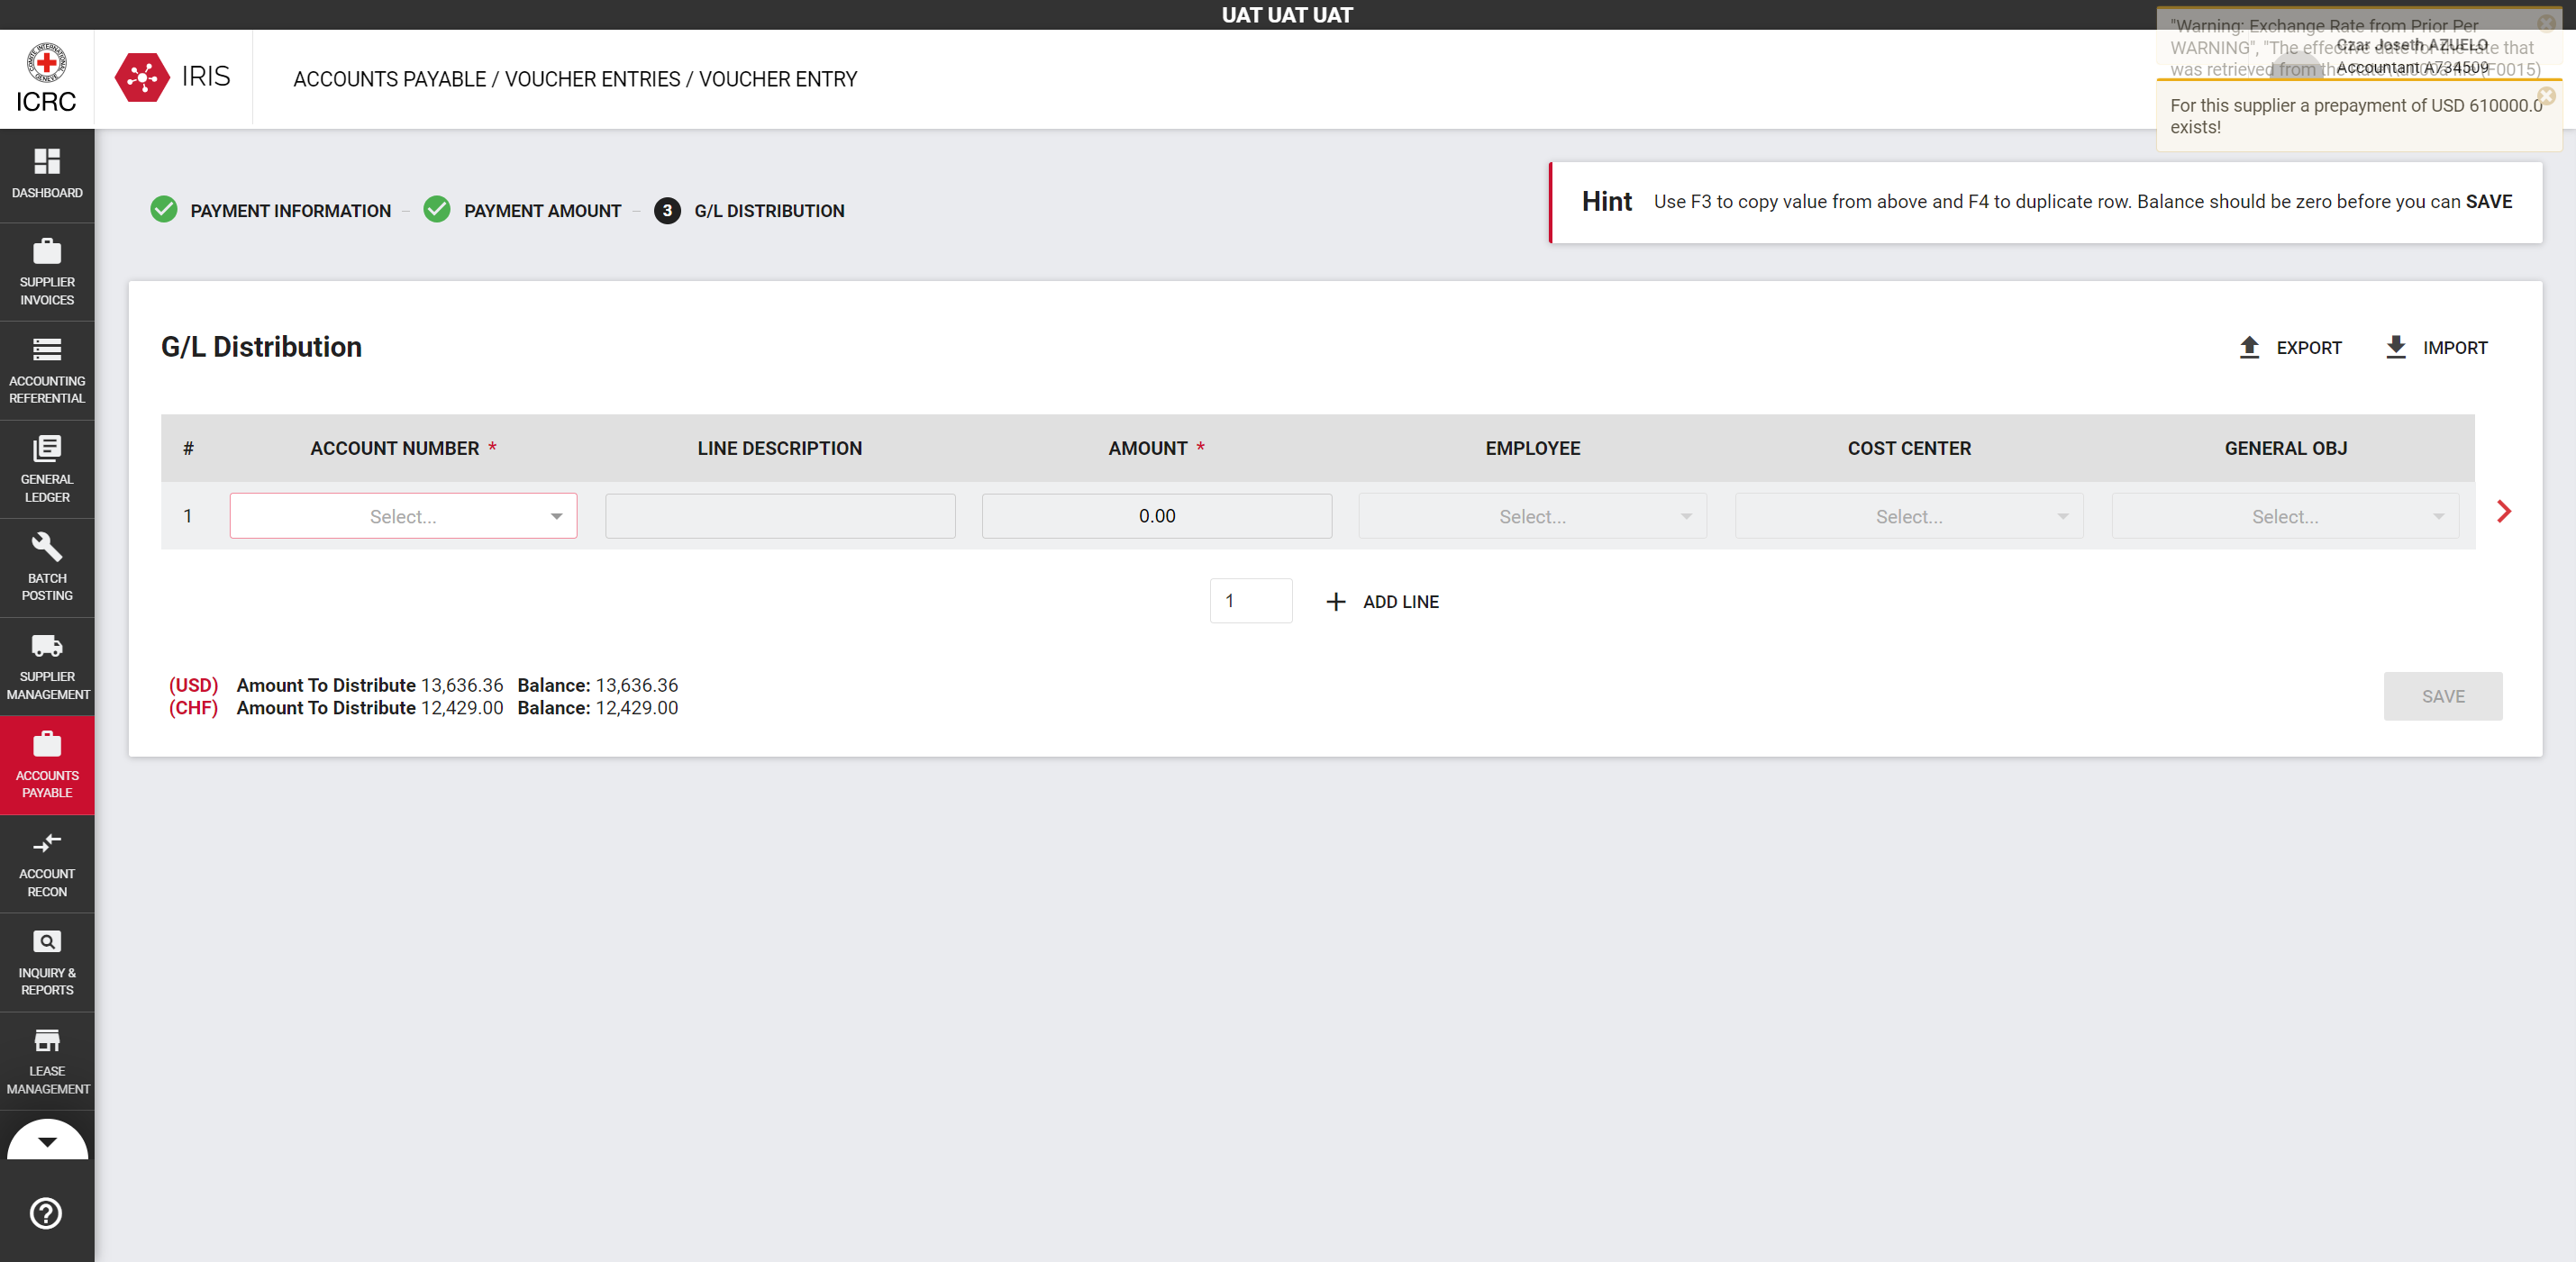 UAT UAT UAT
COMITE INTERNATIONAL GENEVE
ICRC
IRIS
ACCOUNTS PAYABLE / VOUCHER ENTRIES / VOUCHER ENTRY
"Warning: Exchange Rate from Prior Per
WARNING", "The effective date for the rate that
was retrieved from the Rate file (F0015)
Czar Joseth AZUELO
Accountant A734509
For this supplier a prepayment of USD 610000.0
exists!
DASHBOARD
SUPPLIER
INVOICES
ACCOUNTING
REFERENTIAL
GENERAL
LEDGER
BATCH
POSTING
SUPPLIER
MANAGEMENT
ACCOUNTS
PAYABLE
ACCOUNT
RECON
INQUIRY &
REPORTS
LEASE
MANAGEMENT
PAYMENT INFORMATION
PAYMENT AMOUNT
3 G/L DISTRIBUTION
Hint Use F3 to copy value from above and F4 to duplicate row. Balance should be zero before you can SAVE
G/L Distribution
EXPORT
IMPORT
# ACCOUNT NUMBER * LINE DESCRIPTION AMOUNT * EMPLOYEE COST CENTER GENERAL OBJ
1 Select... 0.00 Select... Select... Select...
1 ADD LINE
(USD) Amount To Distribute 13,636.36 Balance: 13,636.36
(CHF) Amount To Distribute 12,429.00 Balance: 12,429.00
SAVE